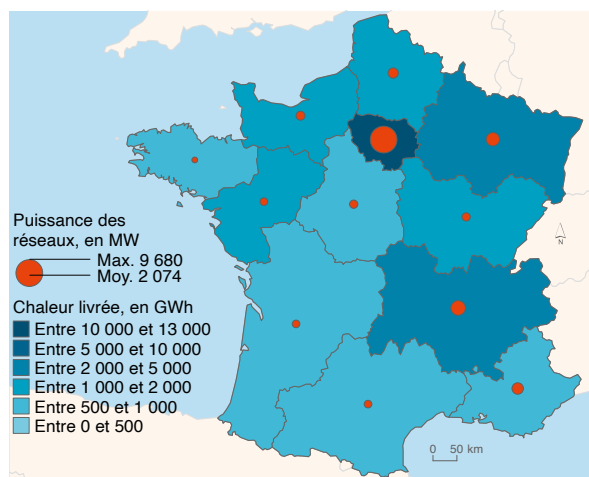 Puissance des
réseaux, en MW
Max. 9 680
Moy. 2 074
Chaleur livrée, en GWh
Entre 10 000 et 13 000
Entre 5 000 et 10 000
Entre 2 000 et 5 000
Entre 1 000 et 2 000
Entre 500 et 1 000
Entre 0 et 500
N
0 50 km